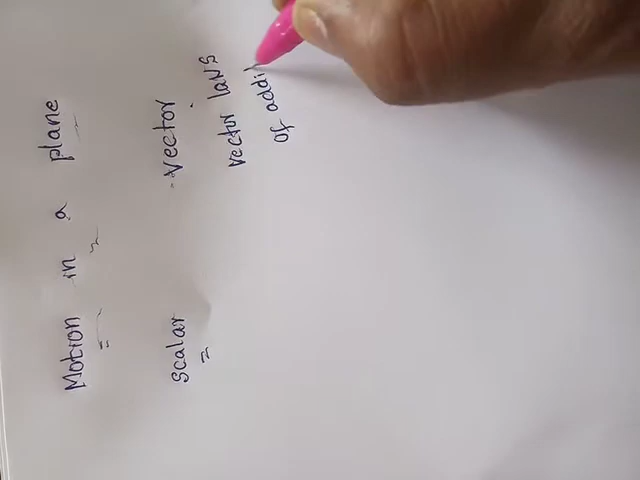 Motion in a plane
Scalar vector
vector laws
of addi